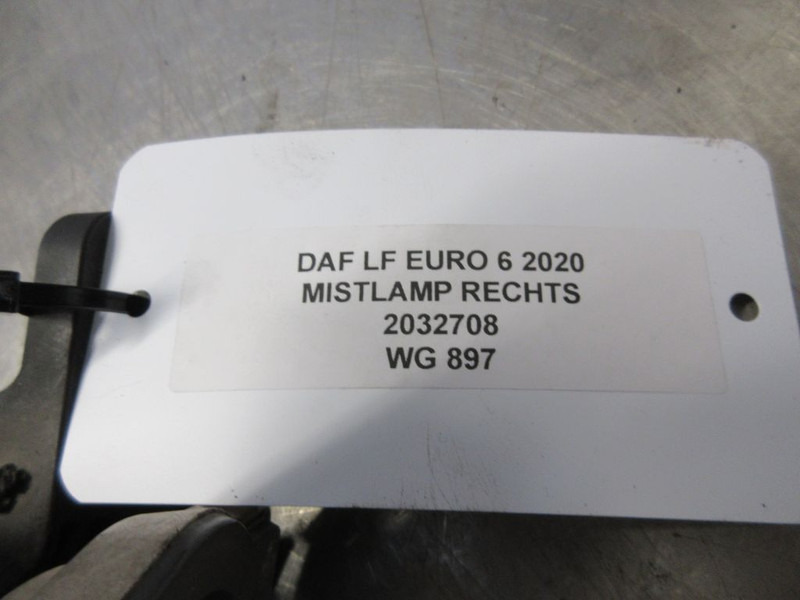 DAF LF EURO 6 2020
MISTLAMP RECHTS
2032708
WG 897